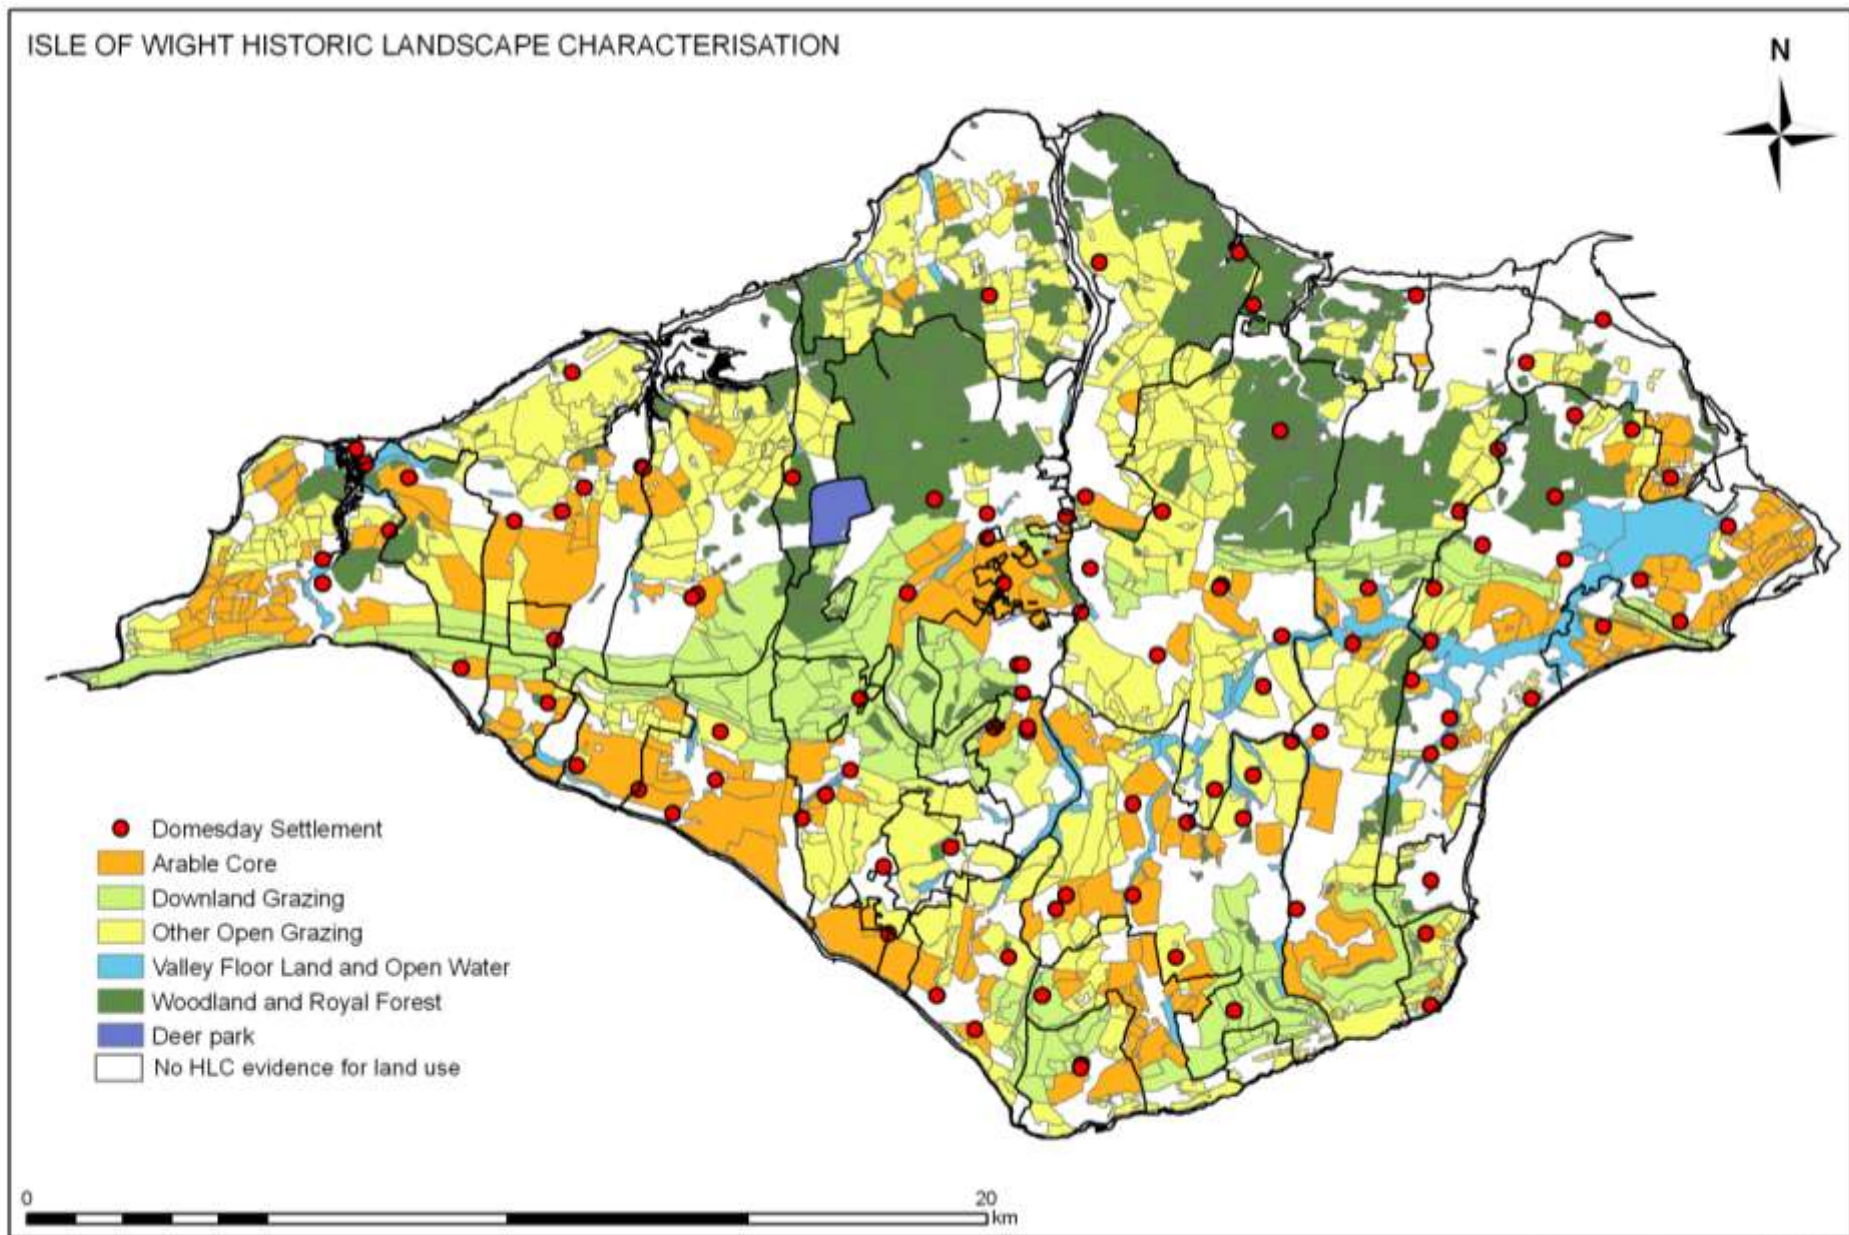 ISLE OF WIGHT HISTORIC LANDSCAPE CHARACTERISATION
N
Domesday Settlement
Arable Core
Downland Grazing
Other Open Grazing
Valley Floor Land and Open Water
Woodland and Royal Forest
Deer park
No HLC evidence for land use
0 20
km